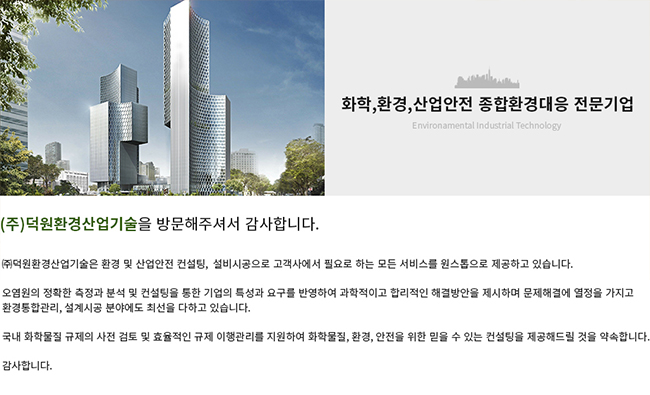 화학,환경,산업안전 종합환경대응 전문기업
Environamental Industrial Technology
(주)덕원환경산업기술을 방문해주셔서 감사합니다.
㈜덕원환경산업기술은 환경 및 산업안전 컨설팅, 설비시공으로 고객사에서 필요로 하는 모든 서비스를 원스톱으로 제공하고 있습니다.
오염원의 정확한 측정과 분석 및 컨설팅을 통한 기업의 특성과 요구를 반영하여 과학적이고 합리적인 해결방안을 제시하며 문제해결에 열정을 가지고
환경통합관리, 설계시공 분야에도 최선을 다하고 있습니다.
국내 화학물질 규제의 사전 검토 및 효율적인 규제 이행관리를 지원하여 화학물질, 환경, 안전을 위한 믿을 수 있는 컨설팅을 제공해드릴 것을 약속합니다.
감사합니다.